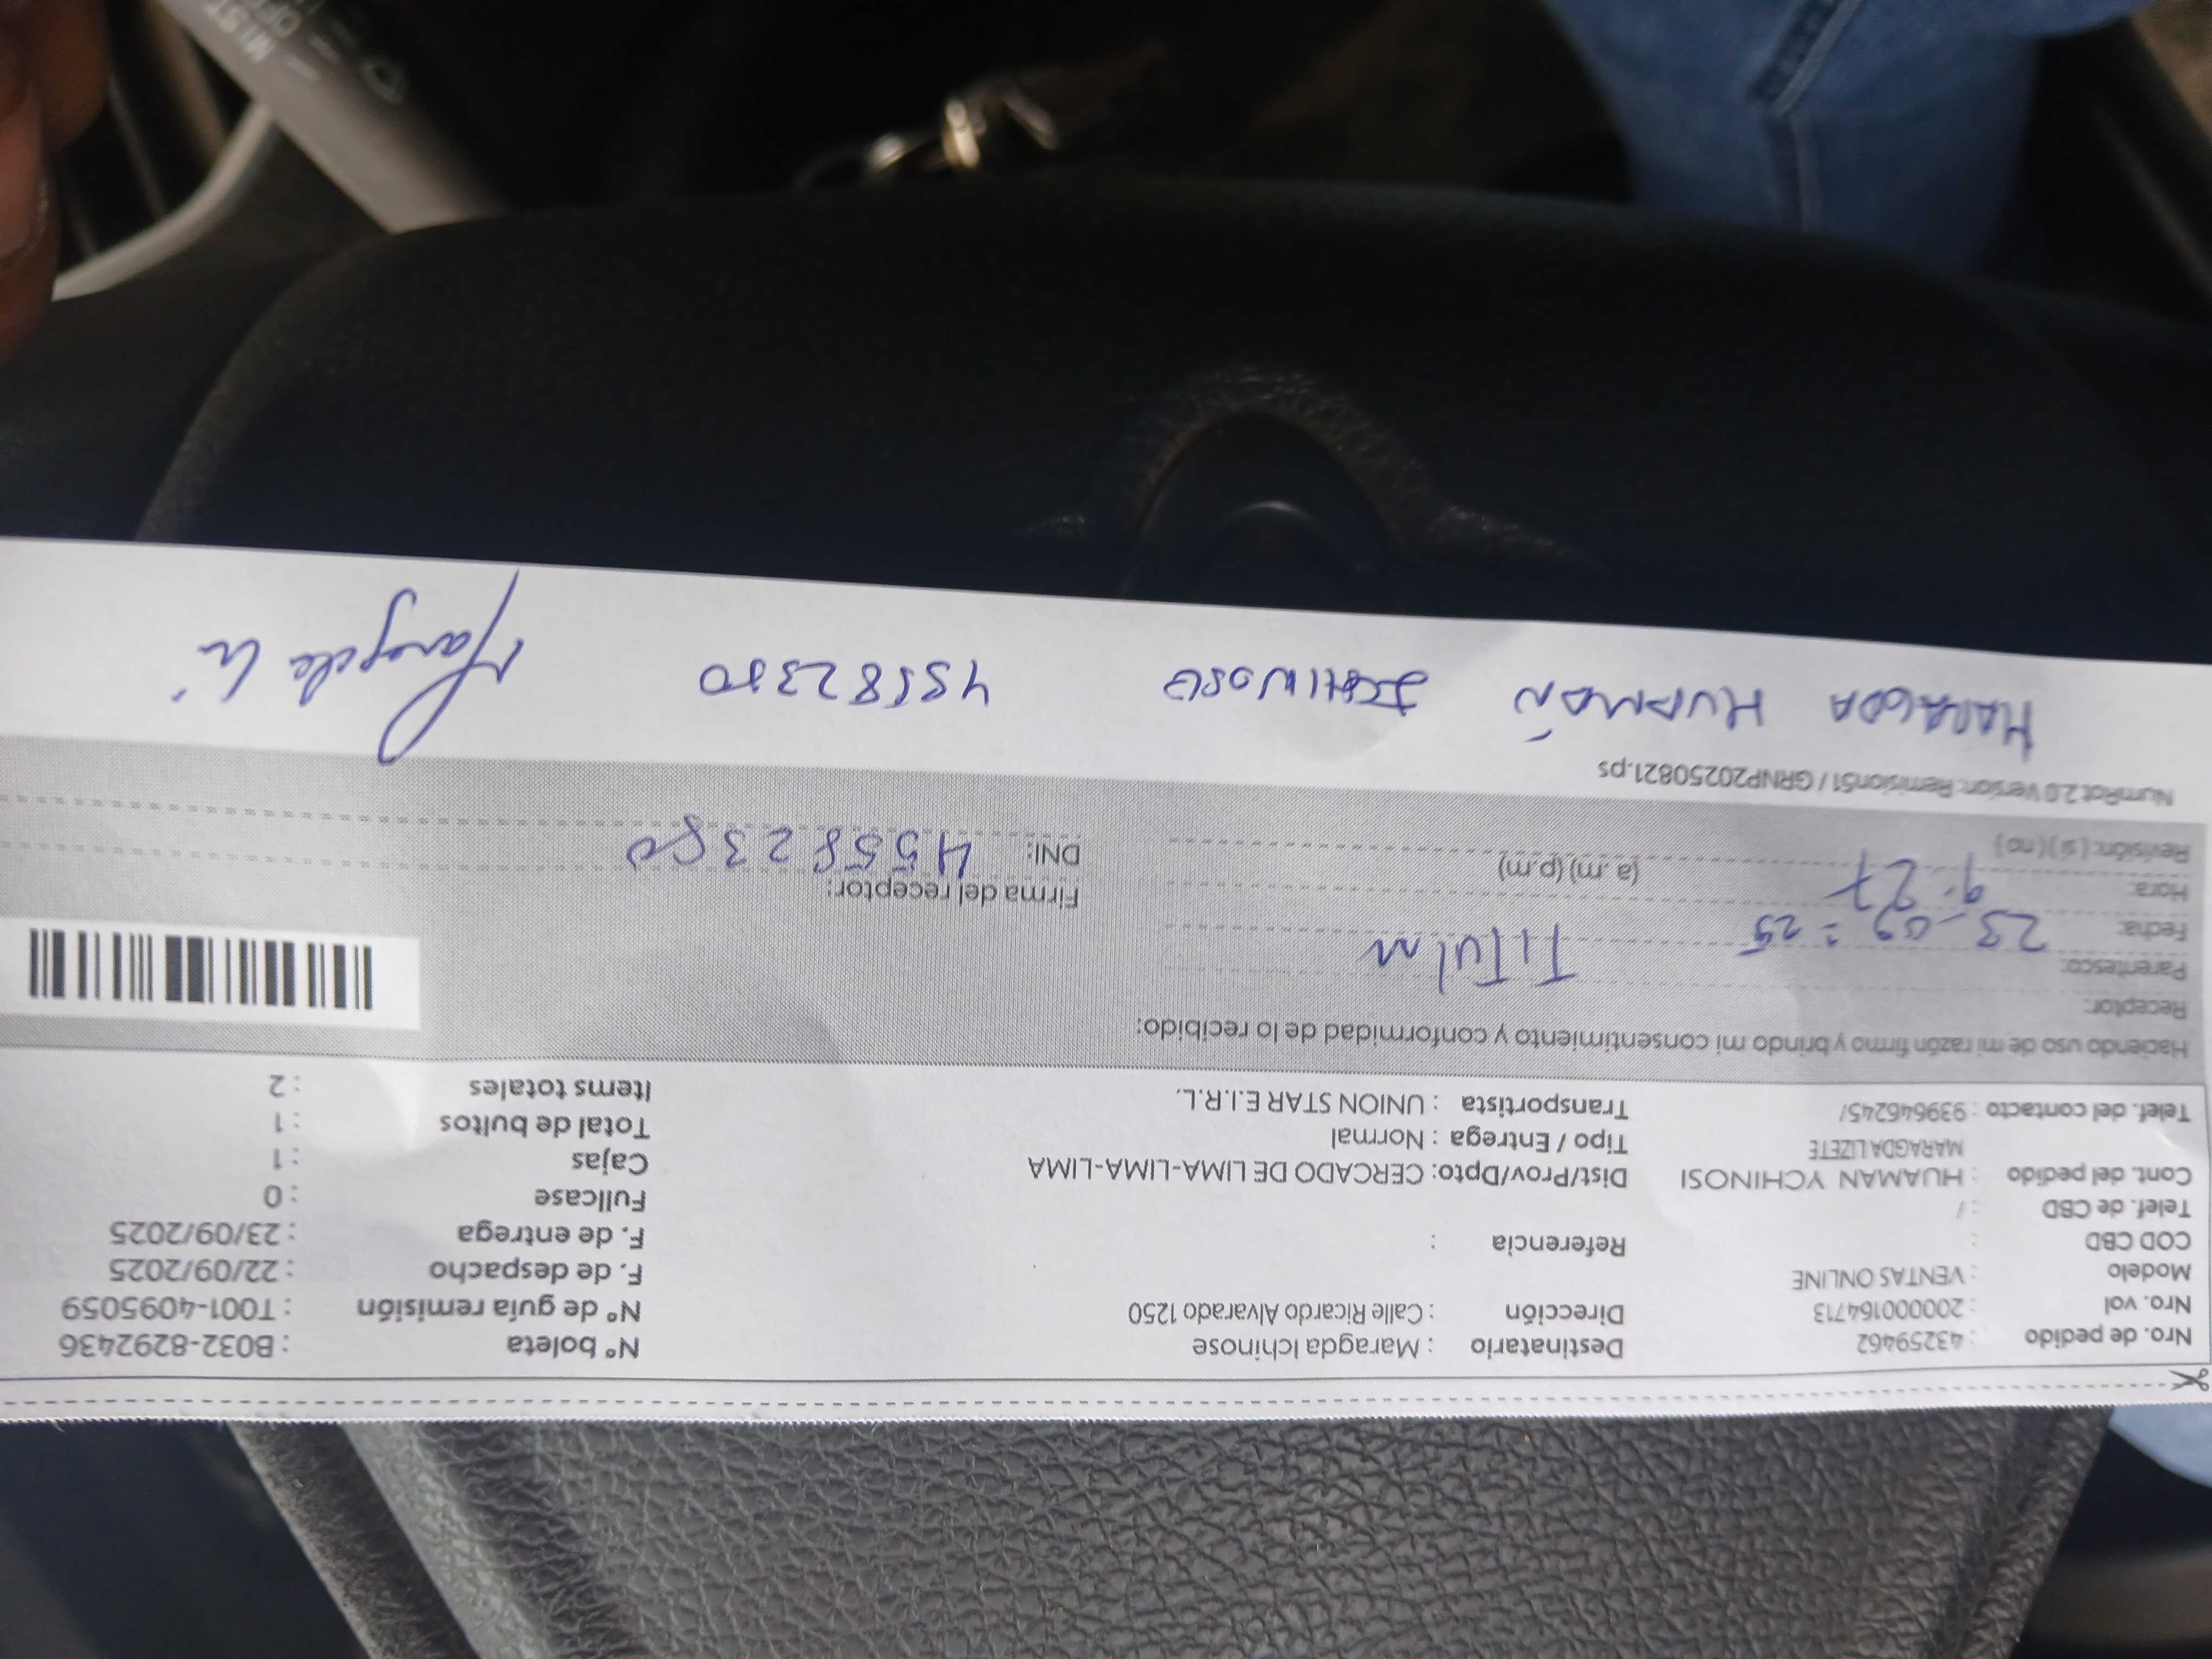 Nro. de pedido : 43259462 Destinatario : Maragda Ichinose N° boleta : B032-8292436
Nro. vol : 20000164713 Dirección : Calle Ricardo Alvarado 1250 N° de guía remisión : T001-4095059
Modelo : VENTAS ONLINE F. de despacho : 22/09/2025
COD CBD : Referencia : F. de entrega : 23/09/2025
Telef. de CBD : / Fullcase : 0
Cont. del pedido : HUAMAN YCHINOSI Dist/Prov/Dpto: CERCADO DE LIMA-LIMA-LIMA Cajas : 1
MARAGDA LIZETE Tipo / Entrega : Normal Total de bultos : 1
Telef. del contacto : 939646245/ Transportista : UNION STAR E.I.R.L. Items totales : 2
Haciendo uso de mi razón firmo y brindo mi consentimiento y conformidad de lo recibido:
Receptor:
Parentesco: Titular
Fecha: 23-09-25
Hora: 9:27 (a.m) (p.m) Firma del receptor:
Revisión: (si) (no) DNI: 45582380
NumRot 2.0 Version: Remision51 / GRNP20250821.ps
MARAGDA HUAMÁN ICHINOSE 45582380
MIST
OFF